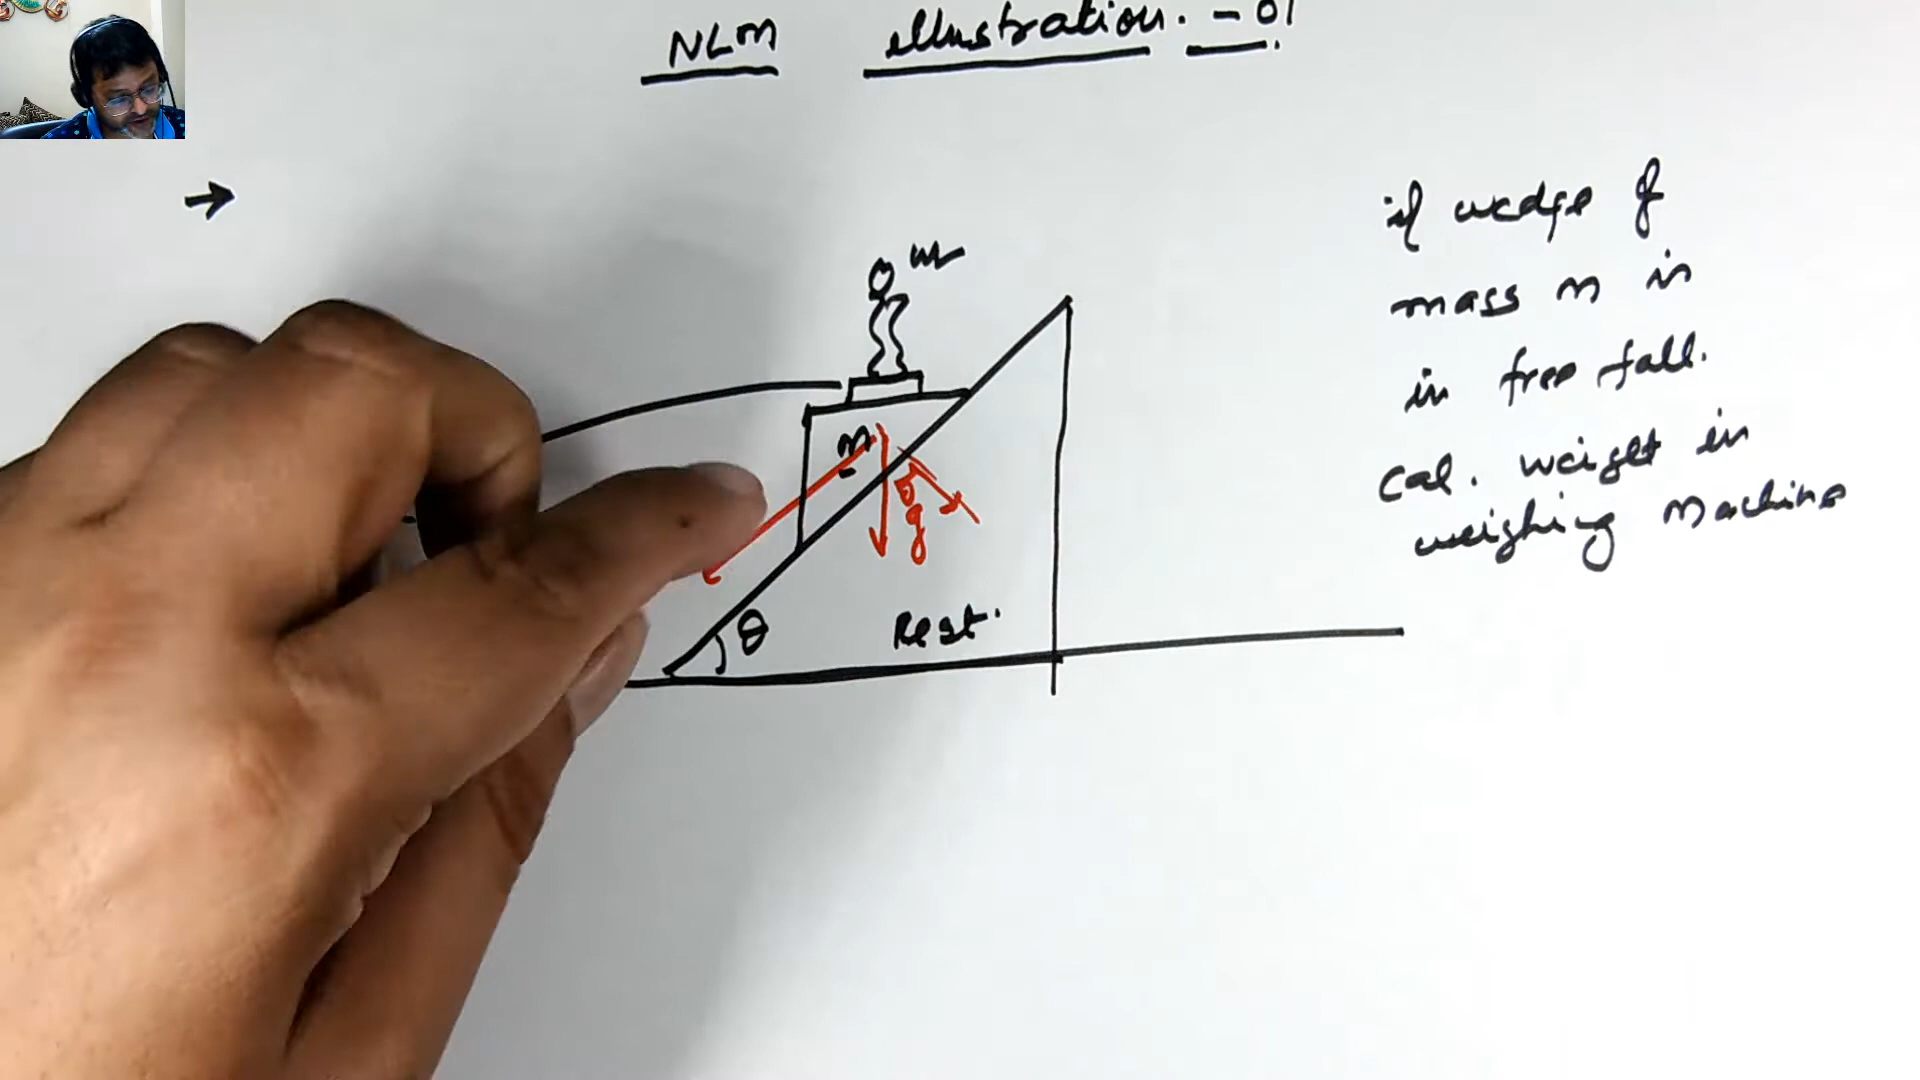 NLM illustration. - 01
→
m
m
g
θ
Rest.
if wedge of
mass m is
in free fall.
cal. weight in
weighing Machine